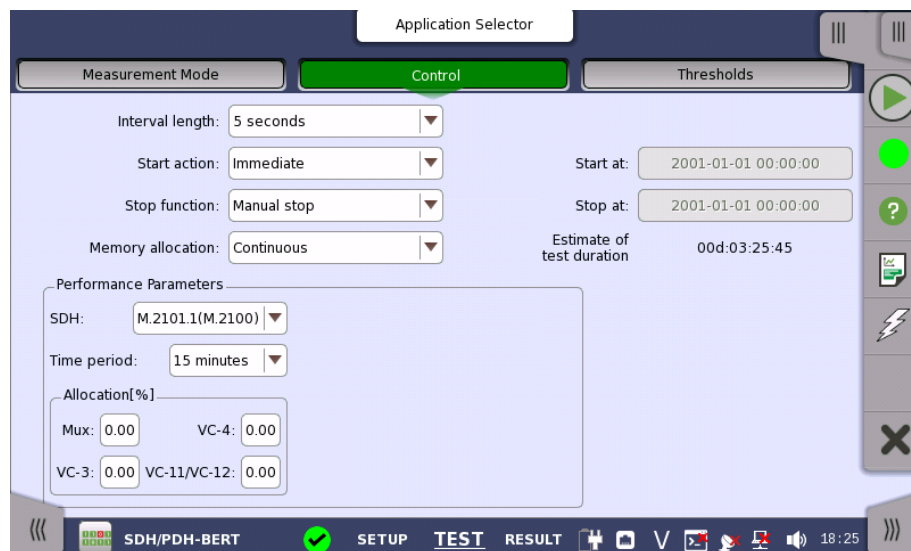 Application Selector
Measurement Mode Control Thresholds
Interval length: 5 seconds
Start action: Immediate Start at: 2001-01-01 00:00:00
Stop function: Manual stop Stop at: 2001-01-01 00:00:00
Memory allocation: Continuous Estimate of test duration 00d:03:25:45
Performance Parameters
SDH: M.2101.1(M.2100)
Time period: 15 minutes
Allocation[%]
Mux: 0.00 VC-4: 0.00
VC-3: 0.00 VC-11/VC-12: 0.00
SDH/PDH-BERT SETUP TEST RESULT V 18:25